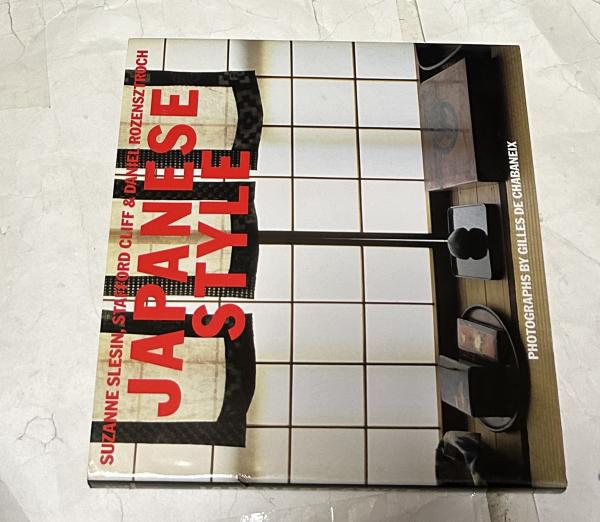 SUZANNE SLESIN, STAFFORD CLIFF & DANIEL ROZENSZTROCH
JAPANESE
STYLE
PHOTOGRAPHS BY GILLES DE CHABANEIX